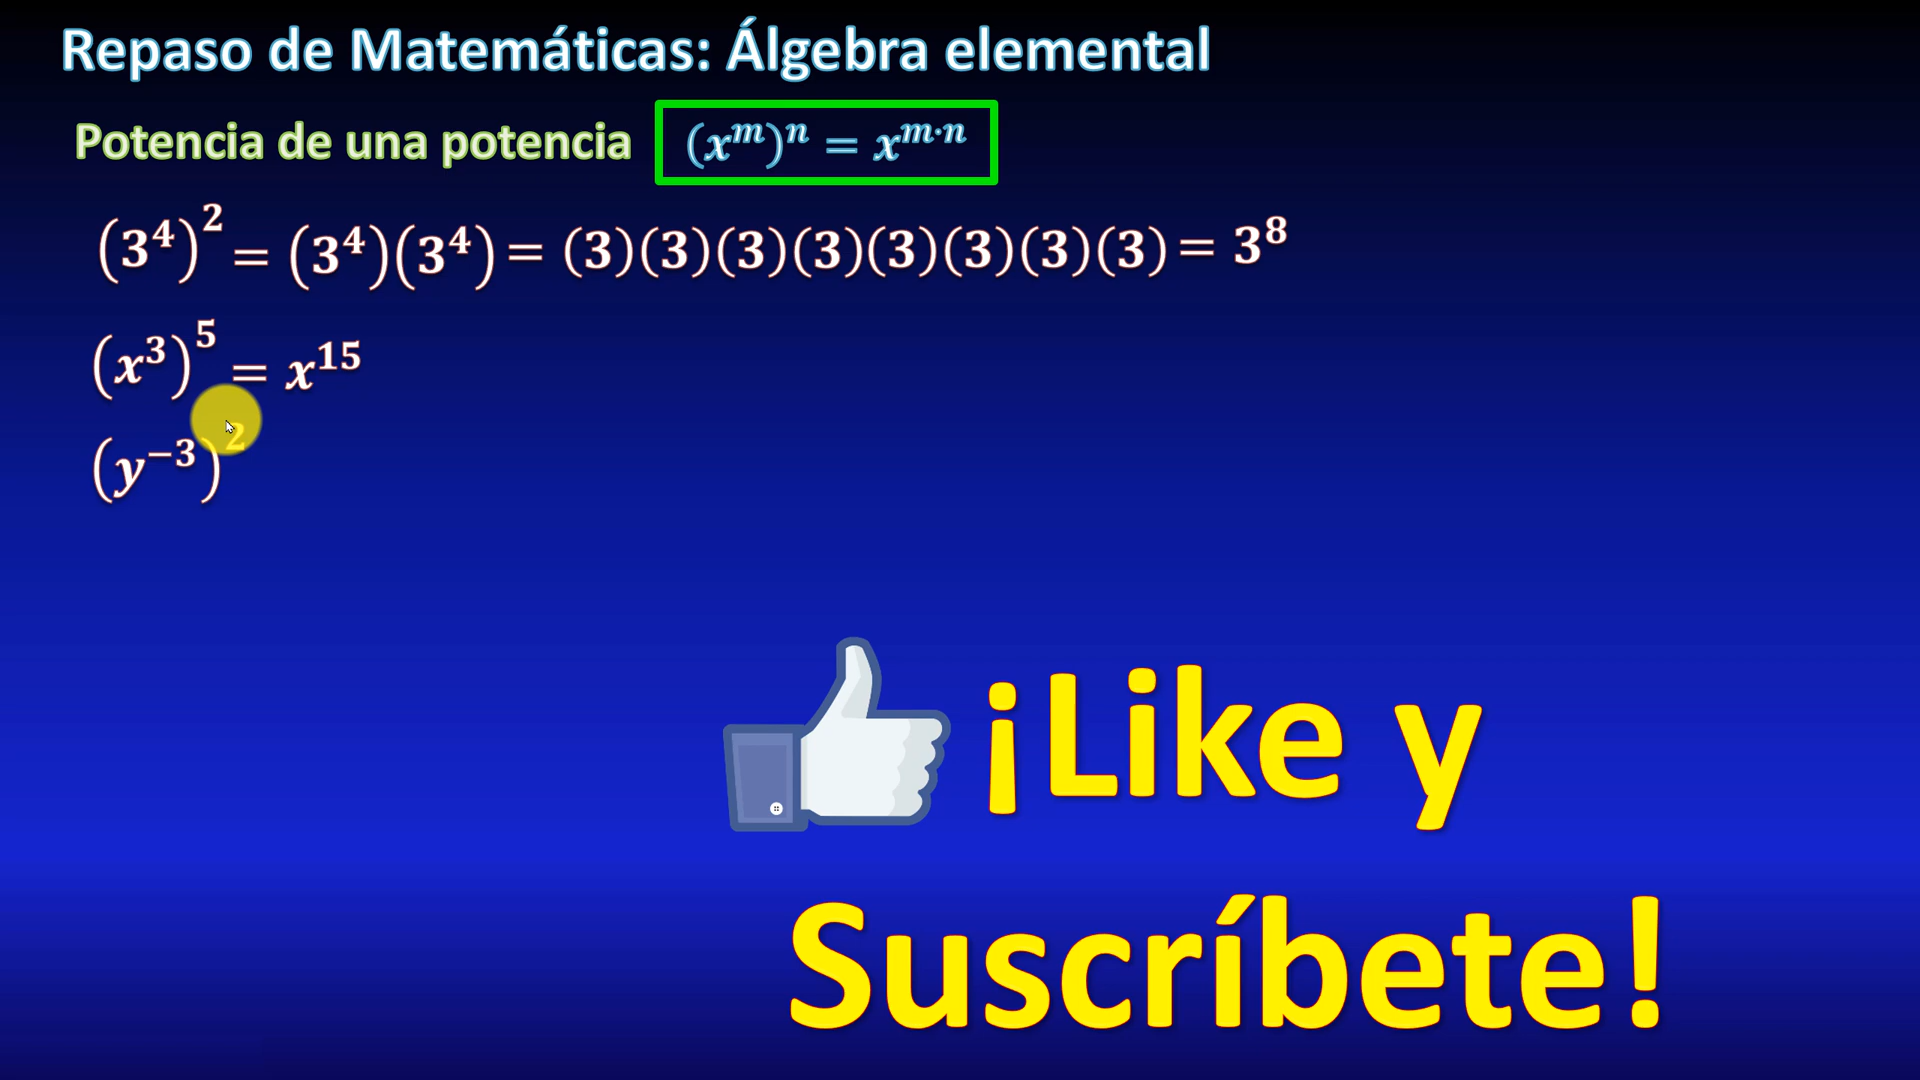 Repaso de Matemáticas: Álgebra elemental
Potencia de una potencia (x^m)^n = x^{m·n}
(3^4)^2 = (3^4)(3^4) = (3)(3)(3)(3)(3)(3)(3)(3) = 3^8
(x^3)^5 = x^{15}
(y^{-3})^2
¡Like y
Suscríbete!